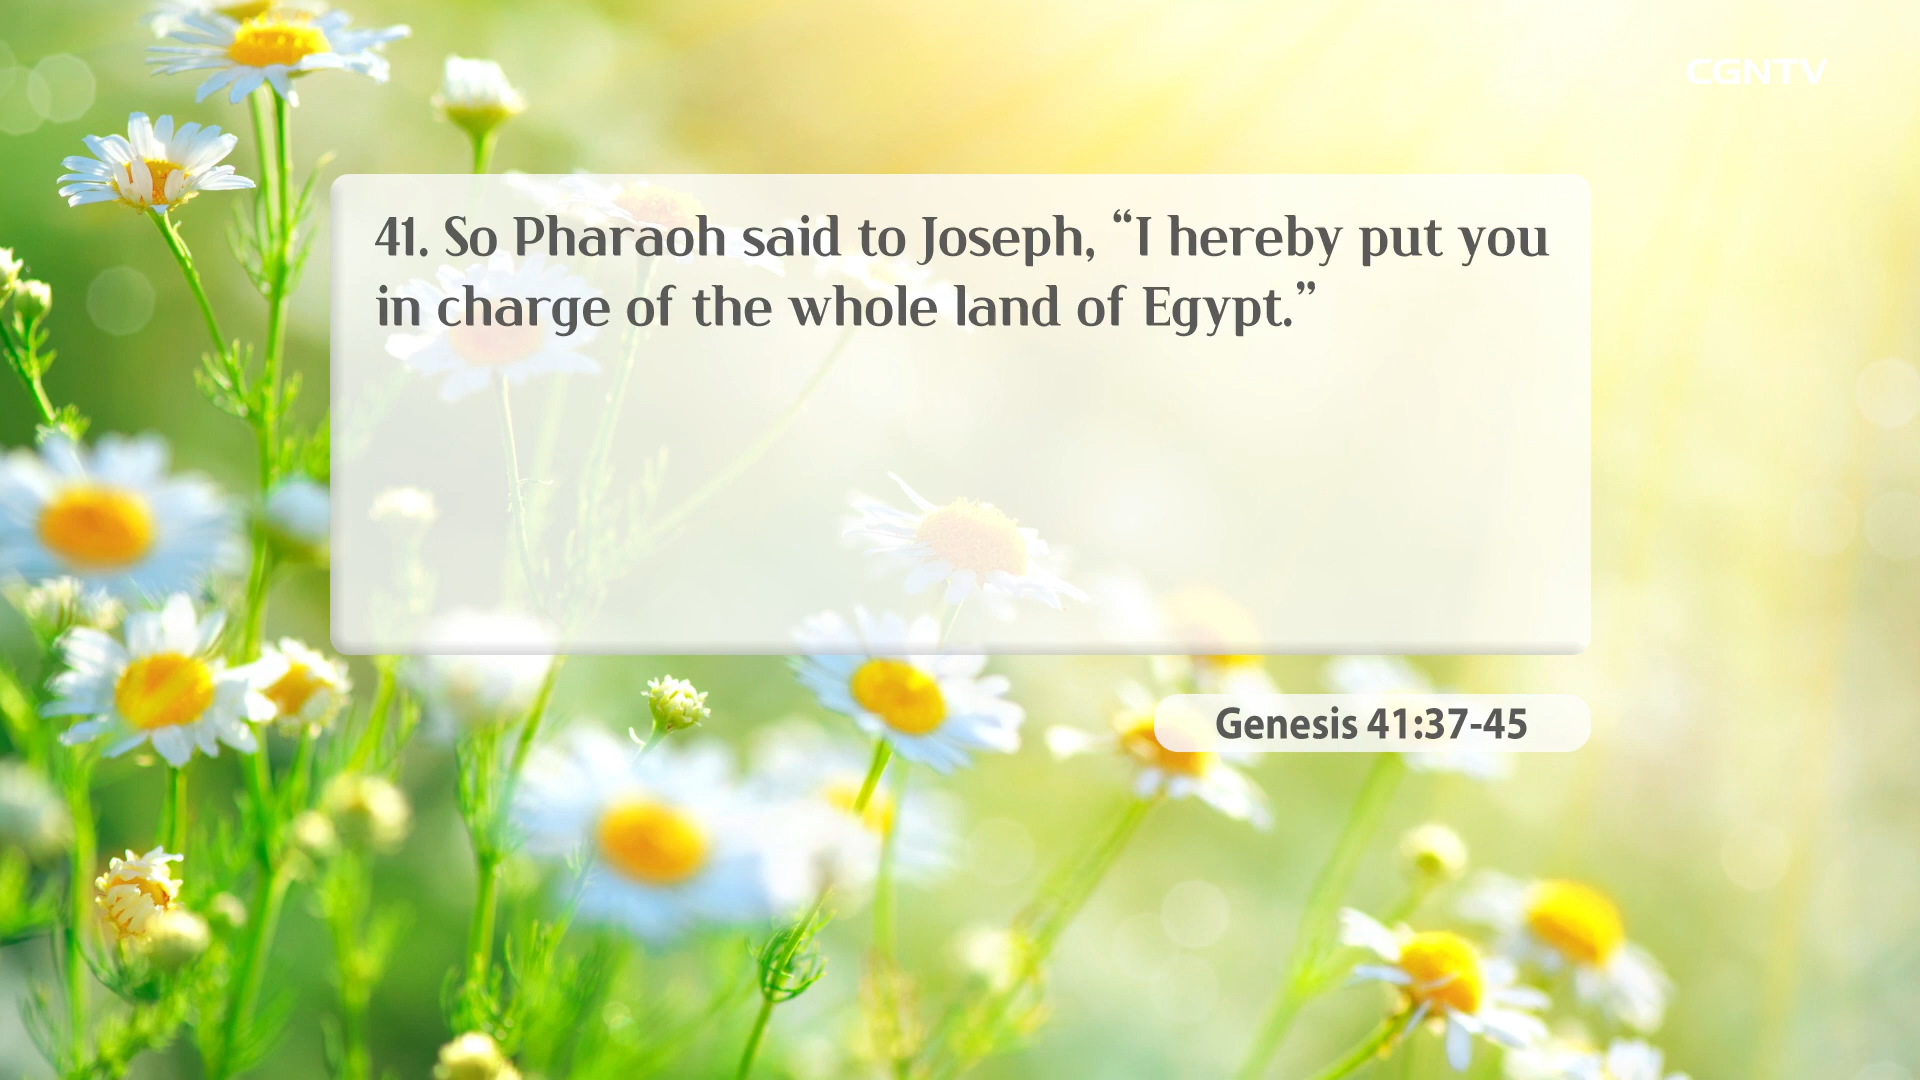 CGNTV
41. So Pharaoh said to Joseph, “I hereby put you
in charge of the whole land of Egypt.”
Genesis 41:37-45